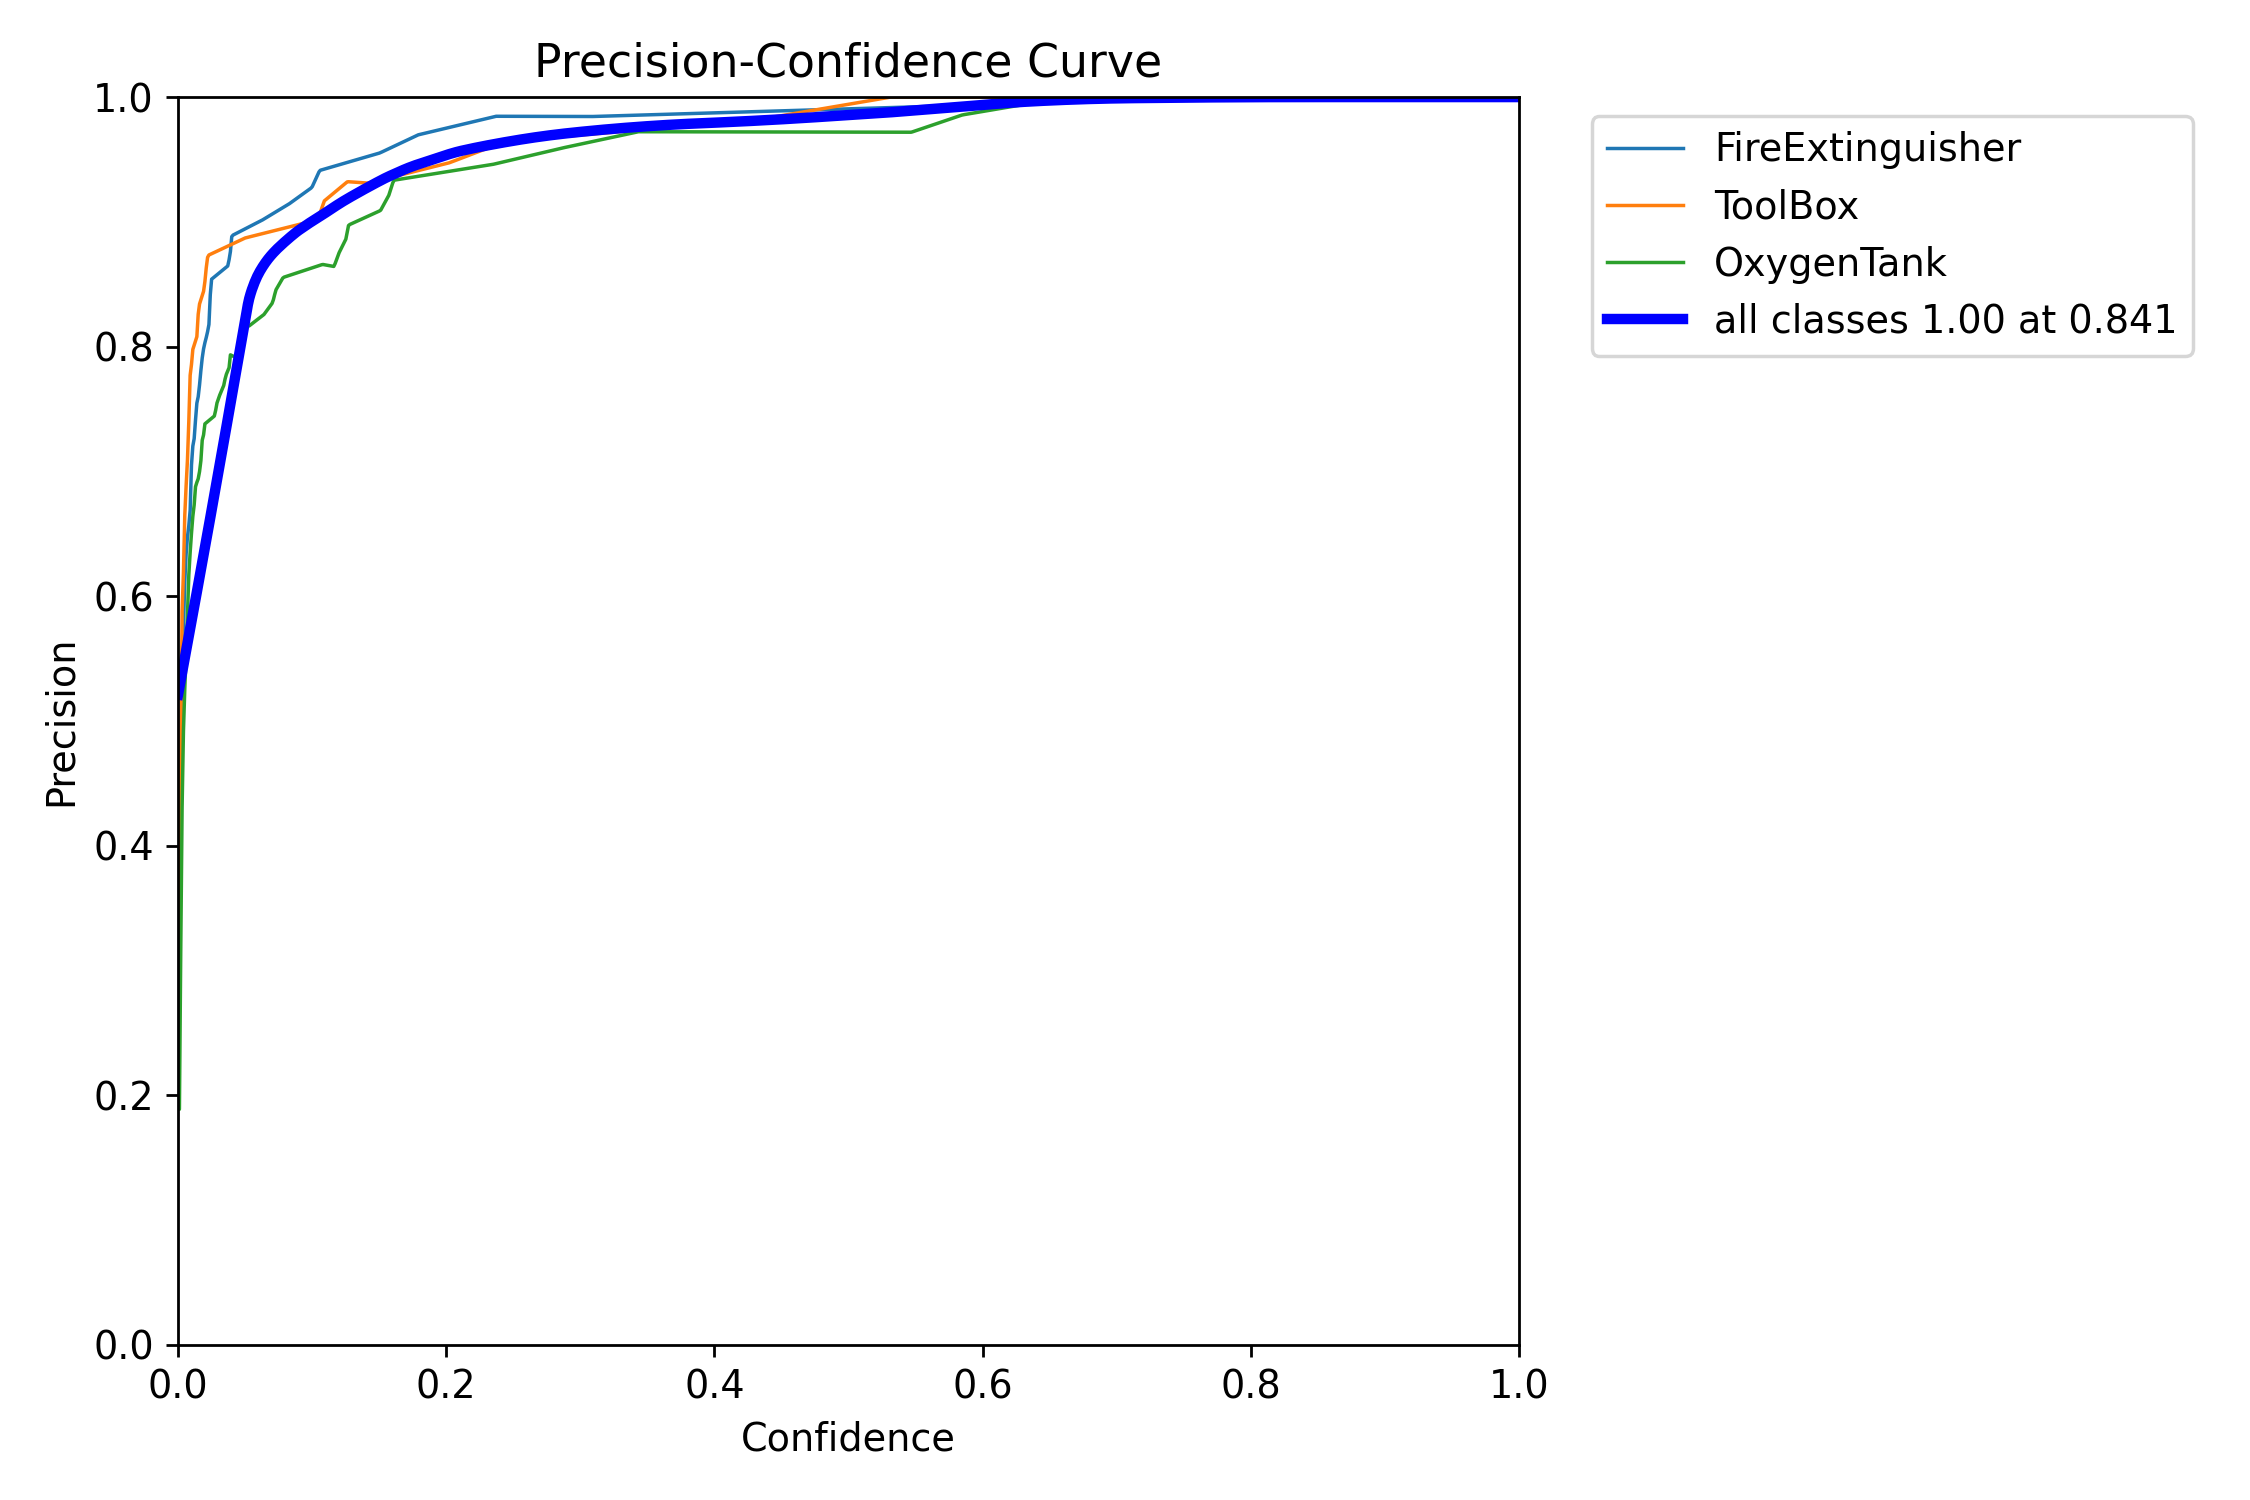 Precision-Confidence Curve
1.0
0.8
0.6
0.4
0.2
0.0
Precision
0.0 0.2 0.4 0.6 0.8 1.0
Confidence
FireExtinguisher
ToolBox
OxygenTank
all classes 1.00 at 0.841